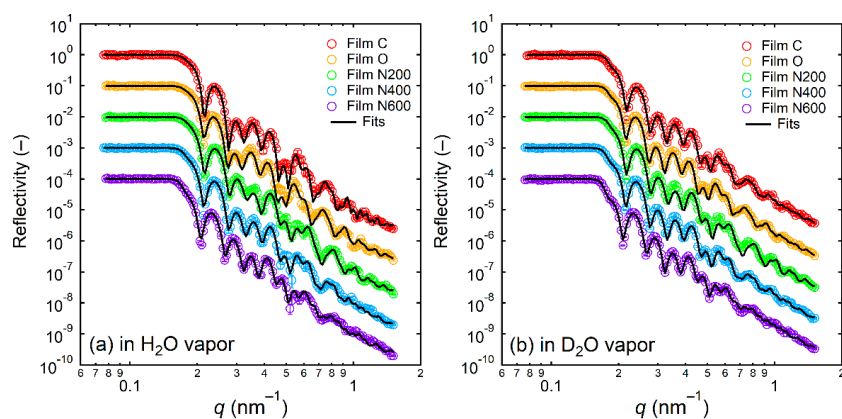 Reflectivity (−)
10^0
10^-1
10^-2
10^-3
10^-4
10^-5
10^-6
10^-7
10^-8
10^-9
10^-10
Film C
Film O
Film N200
Film N400
Film N600
Fits
(a) in H2O vapor
6 7 8 9 0.1 2 3 4 5 6 7 8 9 1 2
q (nm^-1)
Reflectivity (−)
10^0
10^-1
10^-2
10^-3
10^-4
10^-5
10^-6
10^-7
10^-8
10^-9
10^-10
Film C
Film O
Film N200
Film N400
Film N600
Fits
(b) in D2O vapor
6 7 8 9 0.1 2 3 4 5 6 7 8 9 1 2
q (nm^-1)